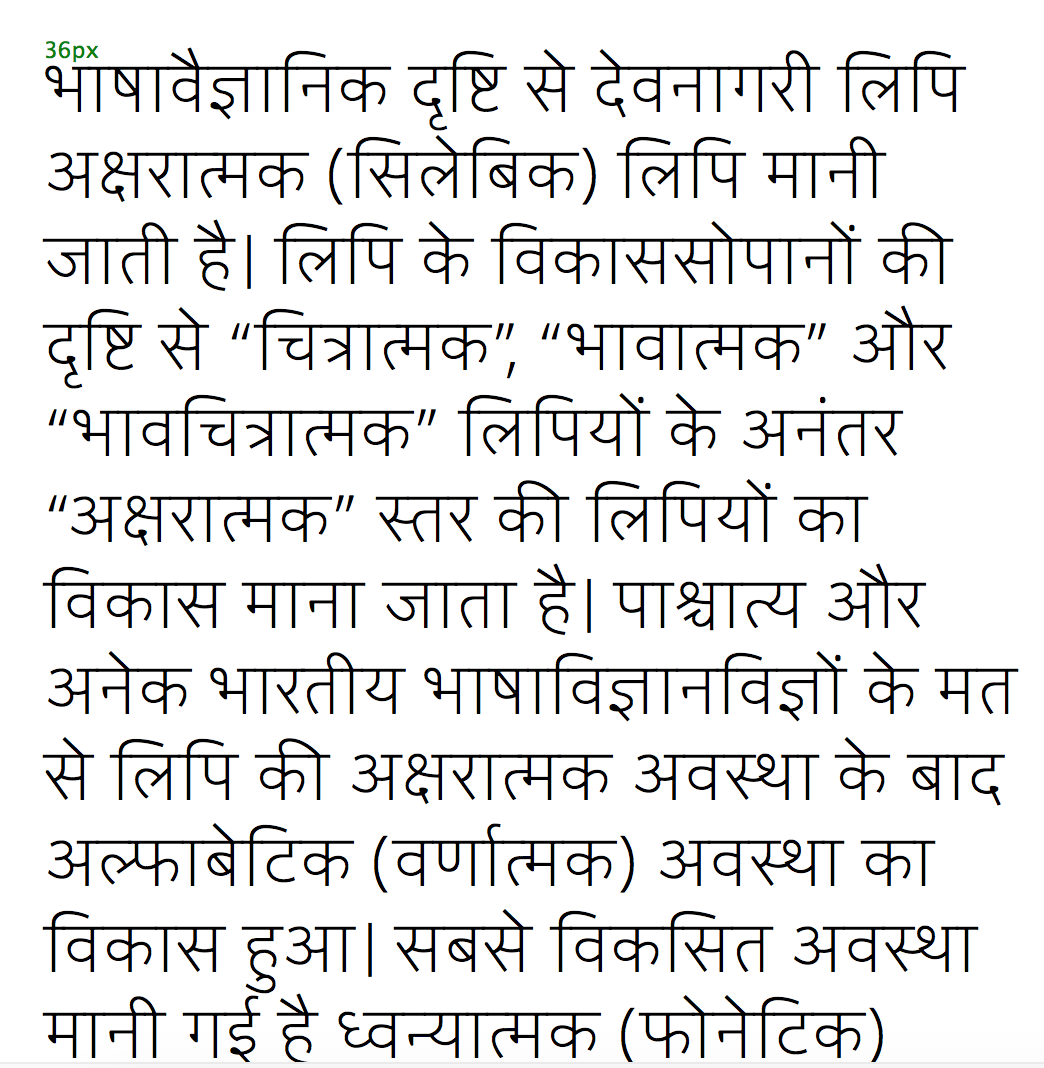 36px
भाषावैज्ञानिक दृष्टि से देवनागरी लिपि
अक्षरात्मक (सिलेबिक) लिपि मानी
जाती है। लिपि के विकाससोपानों की
दृष्टि से “चित्रात्मक”, “भावात्मक” और
“भावचित्रात्मक” लिपियों के अनंतर
“अक्षरात्मक” स्तर की लिपियों का
विकास माना जाता है। पाश्चात्य और
अनेक भारतीय भाषाविज्ञानविज्ञों के मत
से लिपि की अक्षरात्मक अवस्था के बाद
अल्फाबेटिक (वर्णात्मक) अवस्था का
विकास हुआ। सबसे विकसित अवस्था
मानी गई है ध्वन्यात्मक (फोनेटिक)